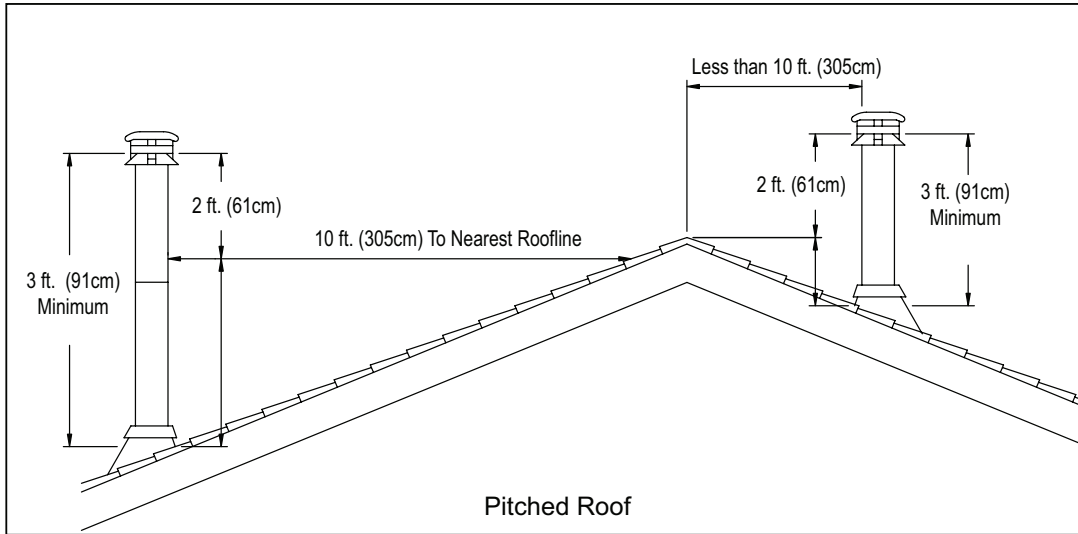 Less than 10 ft. (305cm)
2 ft. (61cm)
10 ft. (305cm) To Nearest Roofline
3 ft. (91cm)
Minimum
2 ft. (61cm)
3 ft. (91cm)
Minimum
Pitched Roof